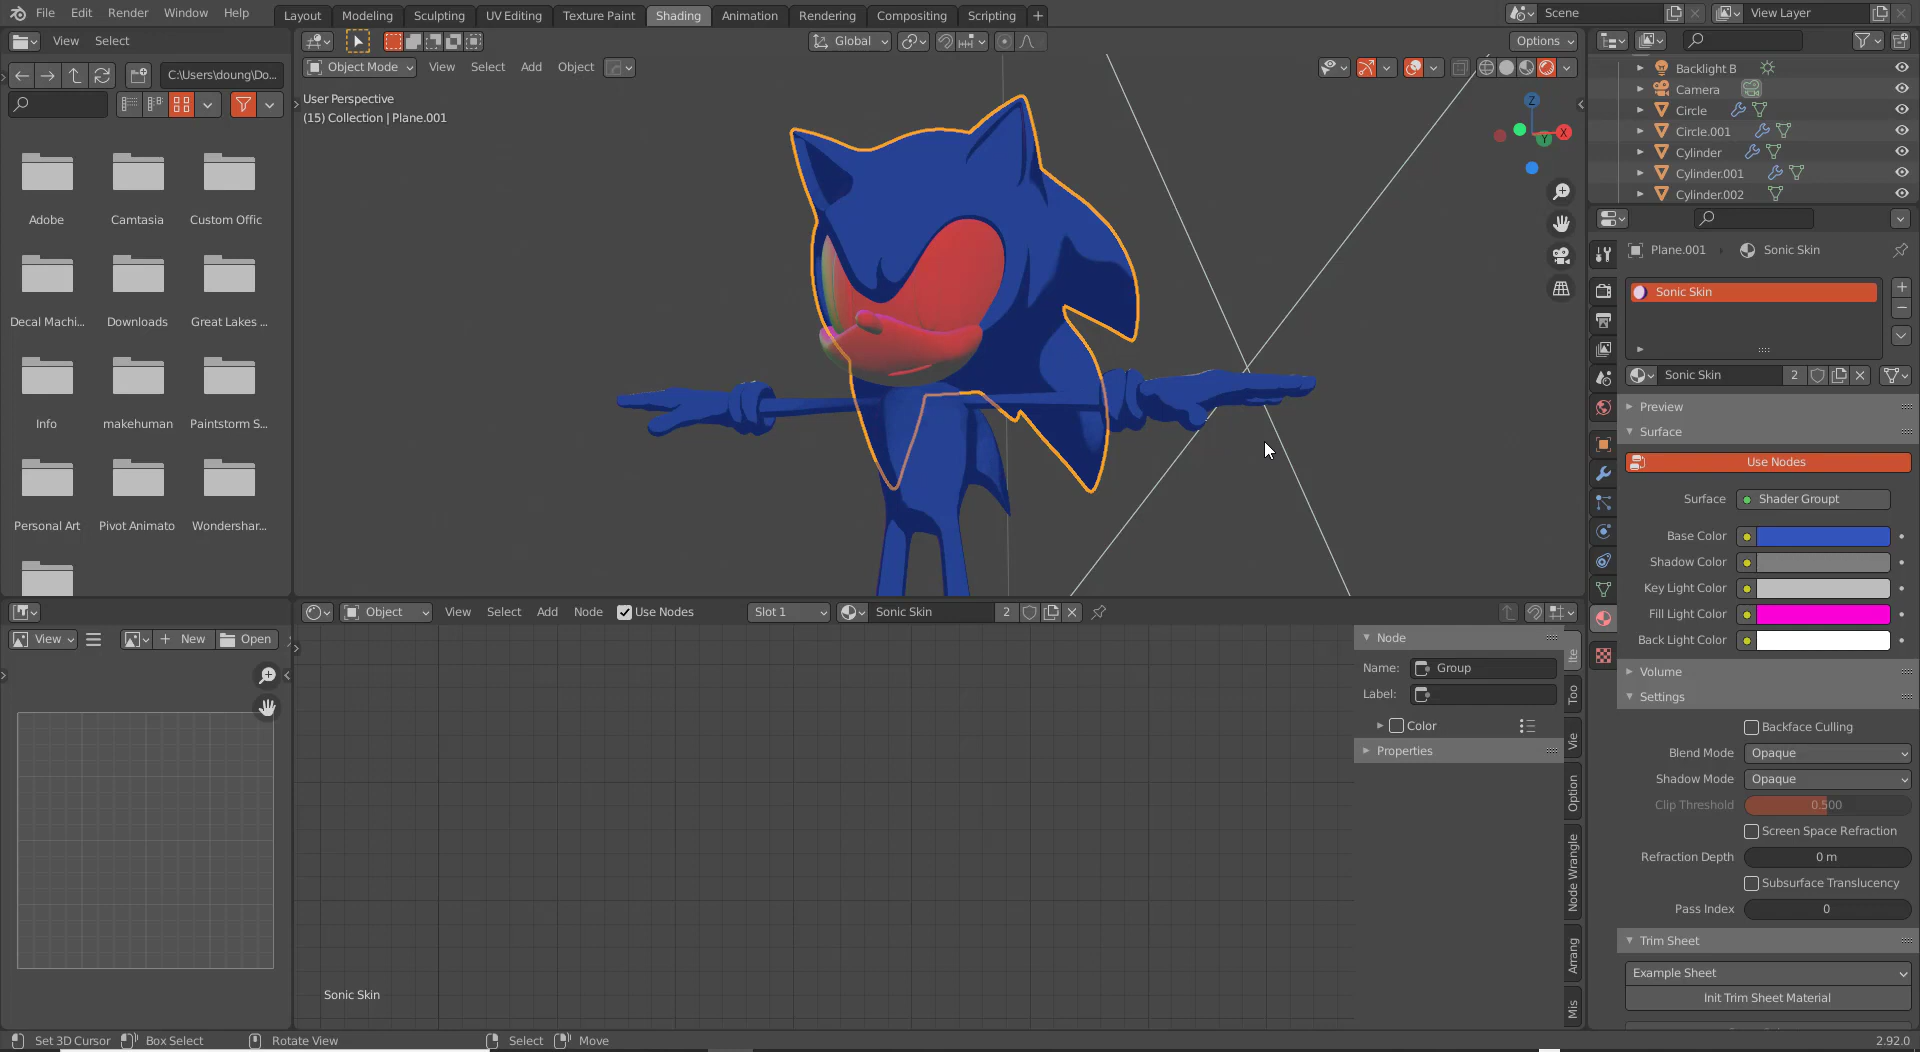 File Edit Render Window Help Layout Modeling Sculpting UV Editing Texture Paint Shading Animation Rendering Compositing Scripting + Scene View Layer
View Select Global Options
C:\Users\doung\Do... Object Mode View Select Add Object
User Perspective
(15) Collection | Plane.001
Adobe Camtasia Custom Offic
Decal Machi... Downloads Great Lakes ...
Info makehuman Paintstorm S...
Personal Art Pivot Animato Wondershar...
Z
X
Y
Backlight B
Camera
Circle
Circle.001
Cylinder
Cylinder.001
Cylinder.002
Plane.001 Sonic Skin
Sonic Skin
Sonic Skin 2
Preview
Surface
Use Nodes
Surface Shader Groupt
Base Color
Shadow Color
Key Light Color
Fill Light Color
Back Light Color
Volume
Settings
Backface Culling
Blend Mode Opaque
Shadow Mode Opaque
Clip Threshold 0.500
Screen Space Refraction
Refraction Depth 0 m
Subsurface Translucency
Pass Index 0
Trim Sheet
Example Sheet
Init Trim Sheet Material
View New Open
Object View Select Add Node Use Nodes Slot 1 Sonic Skin 2
Node
Name: Group
Label:
Color
Properties
Ite
Too
Vie
Option
Node Wrangle
Arrang
Mis
Sonic Skin
Set 3D Cursor Box Select Rotate View Select Move 2.92.0